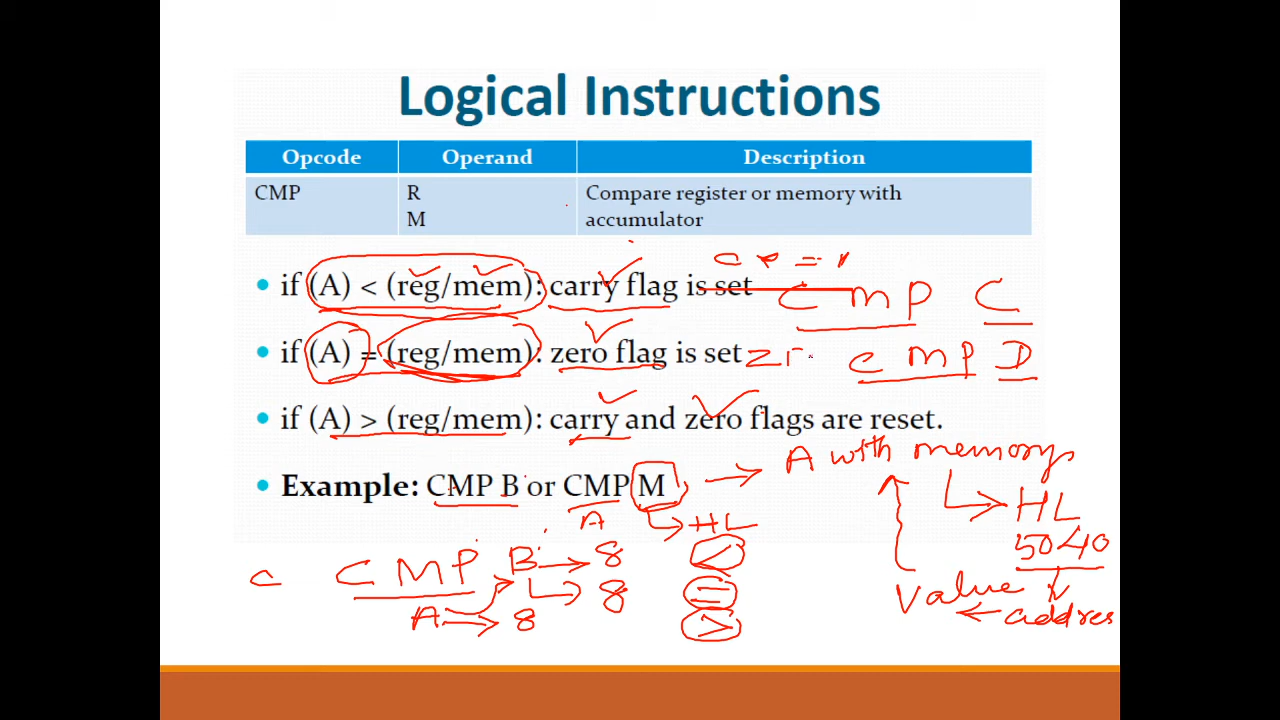 Logical Instructions
Opcode Operand Description
CMP R Compare register or memory with
M accumulator
if (A) < (reg/mem): carry flag is set
CMP C
if (A) = (reg/mem): zero flag is set
CMP D
if (A) > (reg/mem): carry and zero flags are reset.
A with memory
Example: CMP B or CMP M
A HL
HL
5040
CMP B → 8 <
8 =
A → 8 >
Value
addres